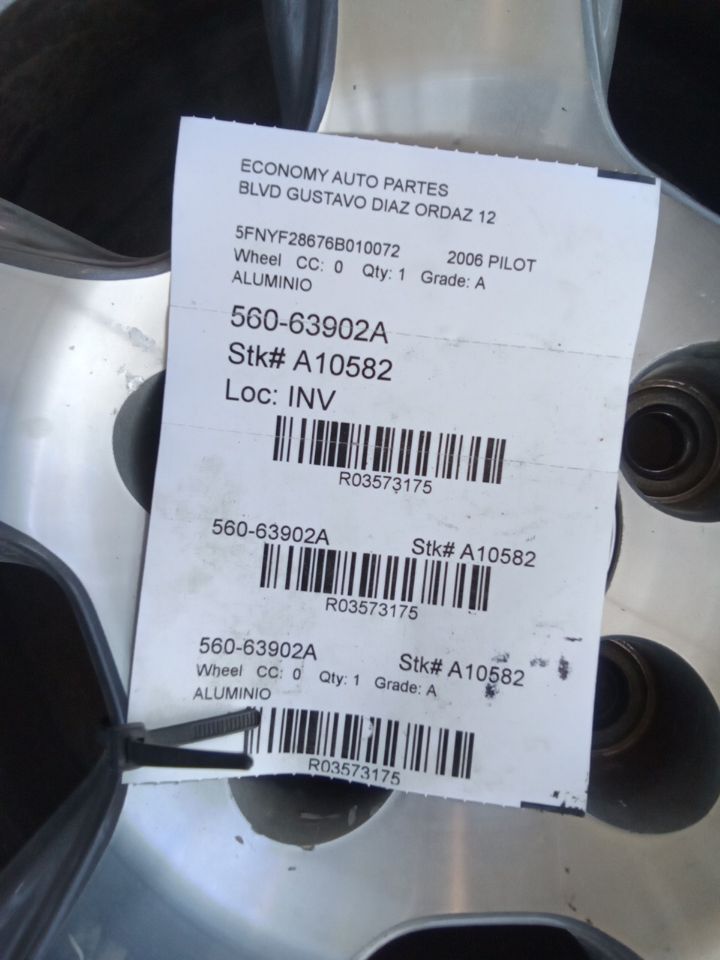 ECONOMY AUTO PARTES
BLVD GUSTAVO DIAZ ORDAZ 12
5FNYF28676B010072 2006 PILOT
Wheel CC: 0 Qty: 1 Grade: A
ALUMINIO
560-63902A
Stk# A10582
Loc: INV
R03573175
560-63902A Stk# A10582
R03573175
560-63902A Stk# A10582
Wheel CC: 0 Qty: 1 Grade: A
ALUMINIO
R03573175